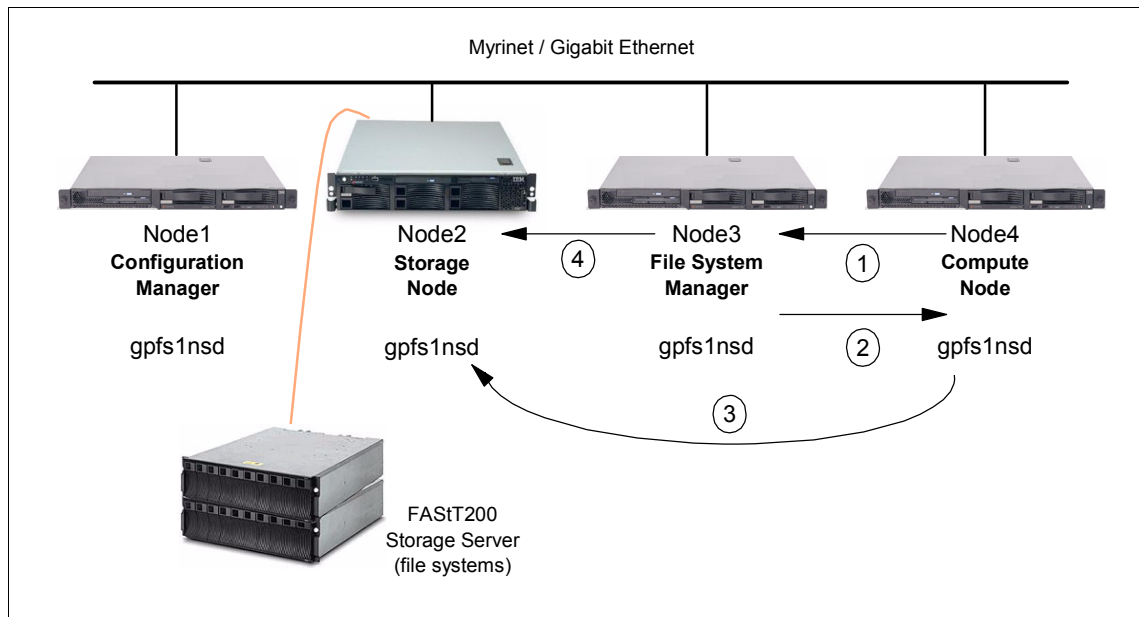 Myrinet / Gigabit Ethernet
IBM
Node1
Configuration
Manager
gpfs1nsd
Node2
Storage
Node
gpfs1nsd
4
Node3
File System
Manager
gpfs1nsd
1
2
Node4
Compute
Node
gpfs1nsd
3
FAStT200
Storage Server
(file systems)